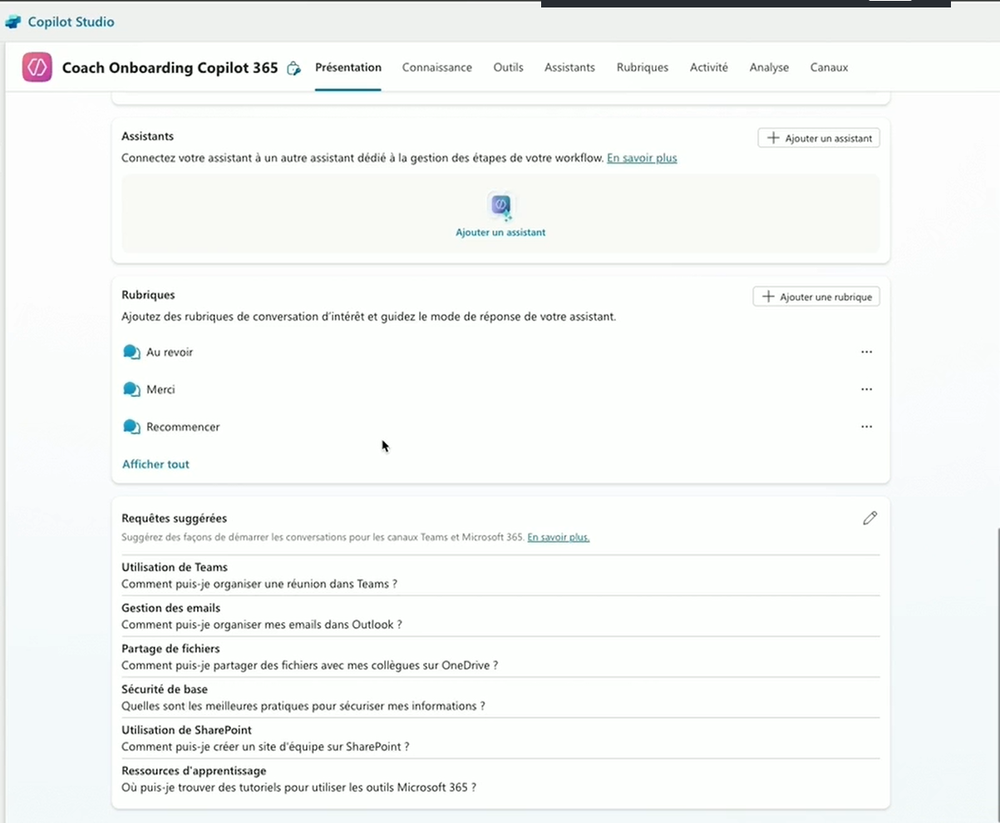 Copilot Studio
Coach Onboarding Copilot 365
Présentation
Connaissance
Outils
Assistants
Rubriques
Activité
Analyse
Canaux
Assistants
Ajouter un assistant
Connectez votre assistant à un autre assistant dédié à la gestion des étapes de votre workflow. En savoir plus
Ajouter un assistant
Rubriques
Ajouter une rubrique
Ajoutez des rubriques de conversation d'intérêt et guidez le mode de réponse de votre assistant.
Au revoir
...
Merci
...
Recommencer
...
Afficher tout
Requêtes suggérées
Suggérez des façons de démarrer les conversations pour les canaux Teams et Microsoft 365. En savoir plus.
Utilisation de Teams
Comment puis-je organiser une réunion dans Teams ?
Gestion des emails
Comment puis-je organiser mes emails dans Outlook ?
Partage de fichiers
Comment puis-je partager des fichiers avec mes collègues sur OneDrive ?
Sécurité de base
Quelles sont les meilleures pratiques pour sécuriser mes informations ?
Utilisation de SharePoint
Comment puis-je créer un site d'équipe sur SharePoint ?
Ressources d'apprentissage
Où puis-je trouver des tutoriels pour utiliser les outils Microsoft 365 ?